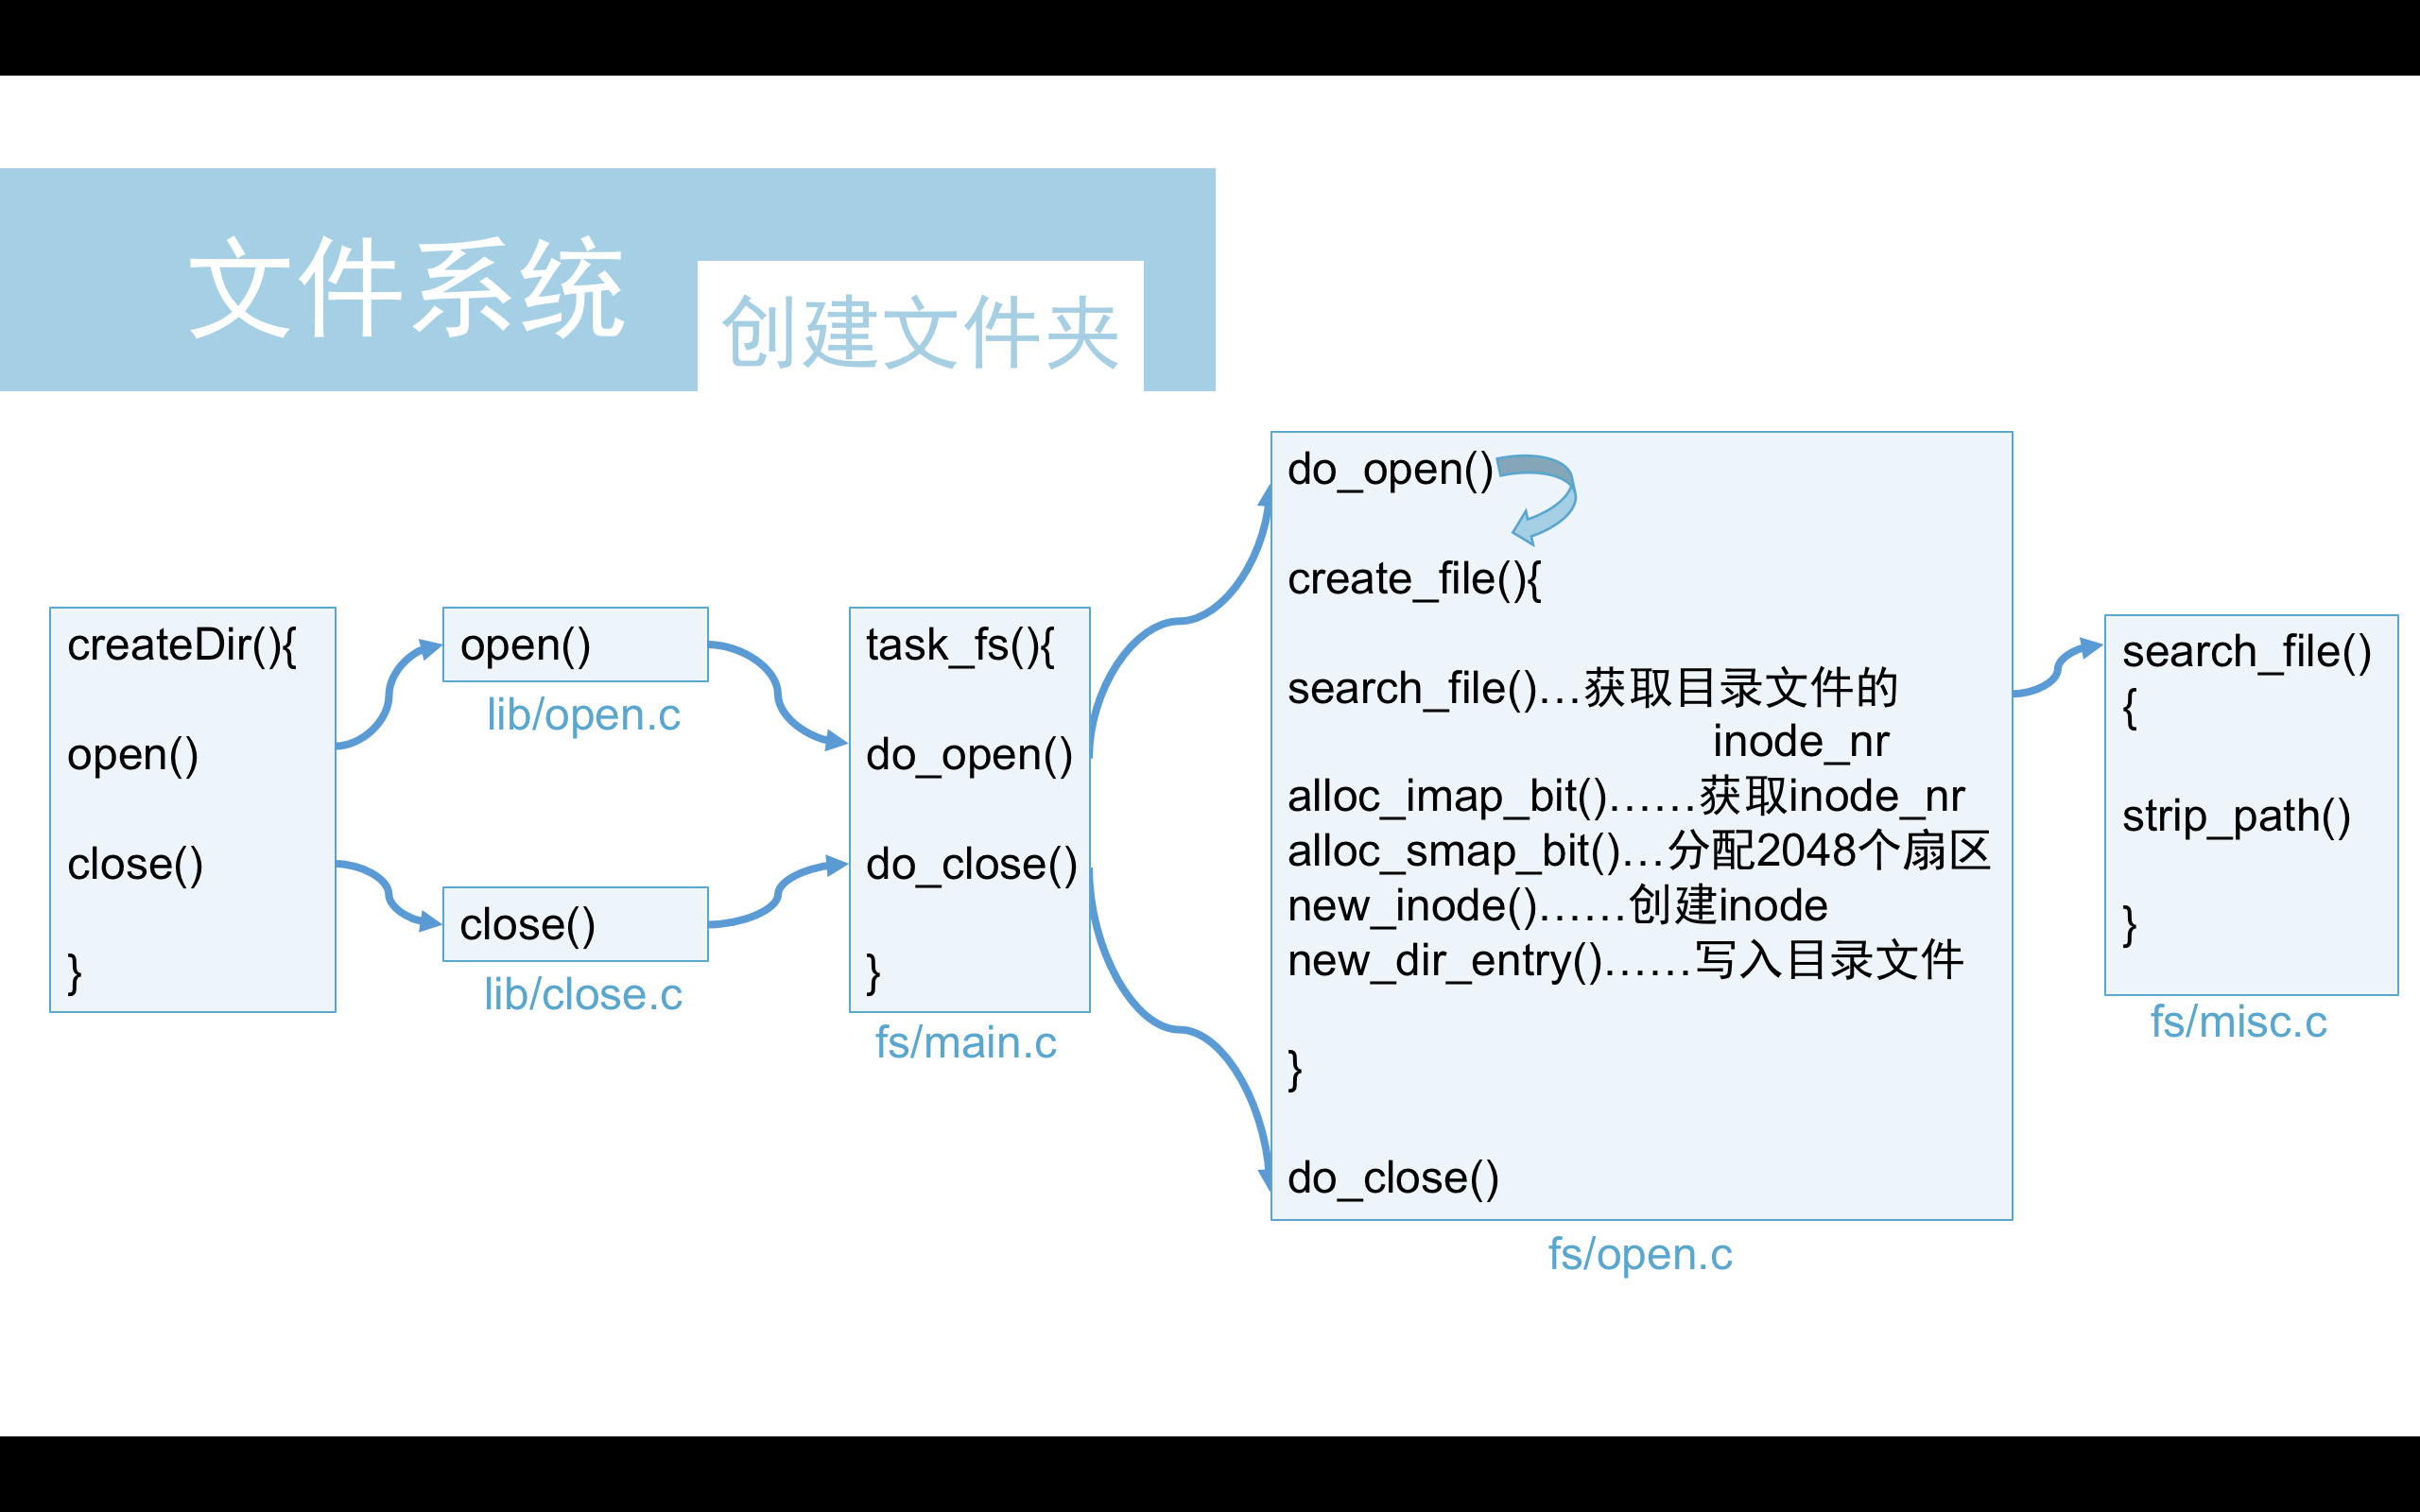 文件系统
创建文件夹
createDir(){
open()
close()
}
open()
lib/open.c
close()
lib/close.c
task_fs(){
do_open()
do_close()
}
fs/main.c
do_open()
create_file(){
search_file()…获取目录文件的
inode_nr
alloc_imap_bit()……获取inode_nr
alloc_smap_bit()…分配2048个扇区
new_inode()……创建inode
new_dir_entry()……写入目录文件
}
do_close()
fs/open.c
search_file()
{
strip_path()
}
fs/misc.c